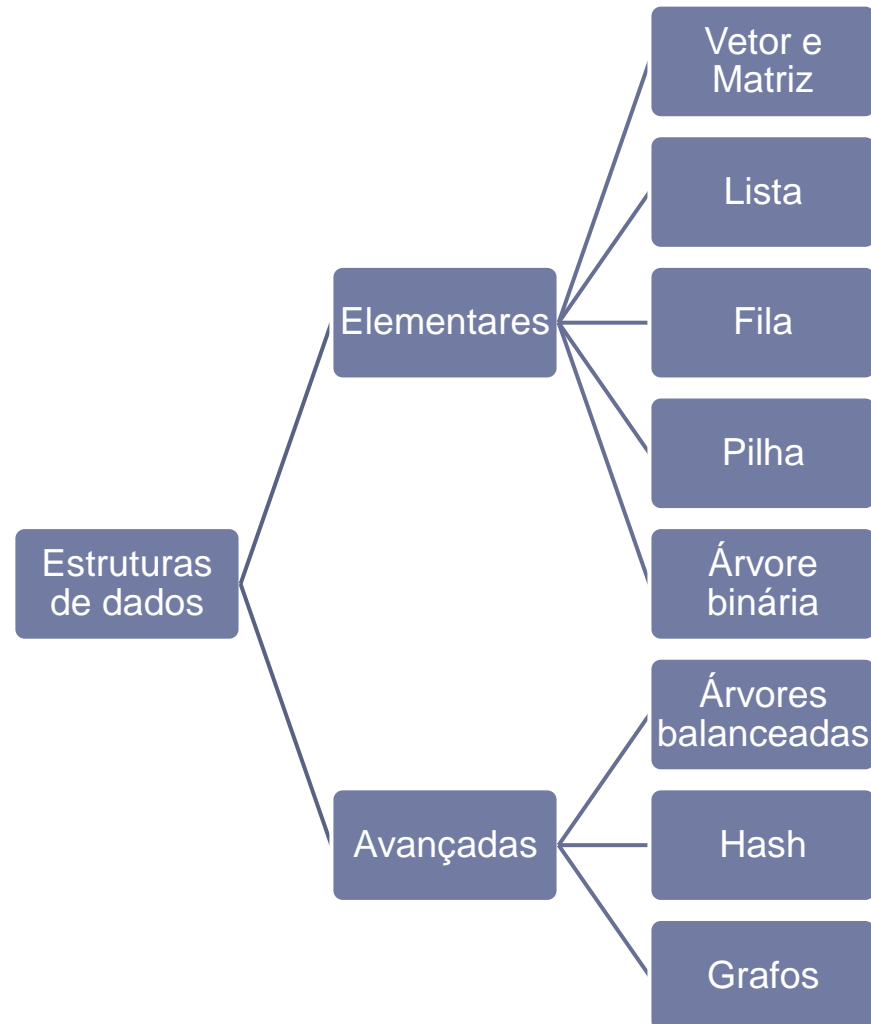 Estruturas
de dados
Elementares
Vetor e
Matriz
Lista
Fila
Pilha
Árvore
binária
Avançadas
Árvores
balanceadas
Hash
Grafos